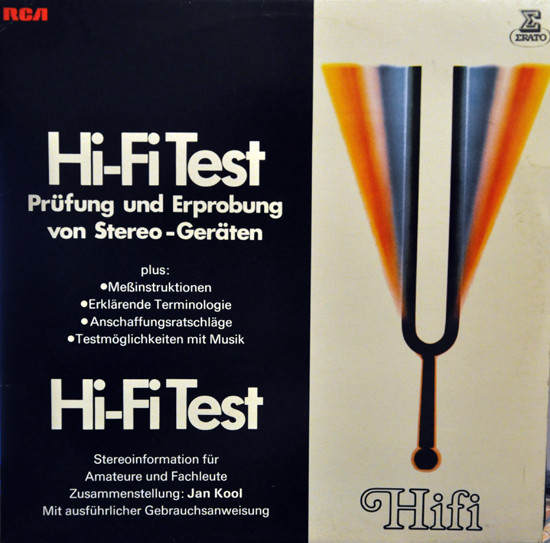 RCA
Σ
ERATO
Hi-Fi Test
Prüfung und Erprobung
von Stereo-Geräten
plus:
●Meßinstruktionen
●Erklärende Terminologie
●Anschaffungsratschläge
●Testmöglichkeiten mit Musik
Hi-Fi Test
Stereoinformation für
Amateure und Fachleute
Zusammenstellung: Jan Kool
Mit ausführlicher Gebrauchsanweisung
Hifi